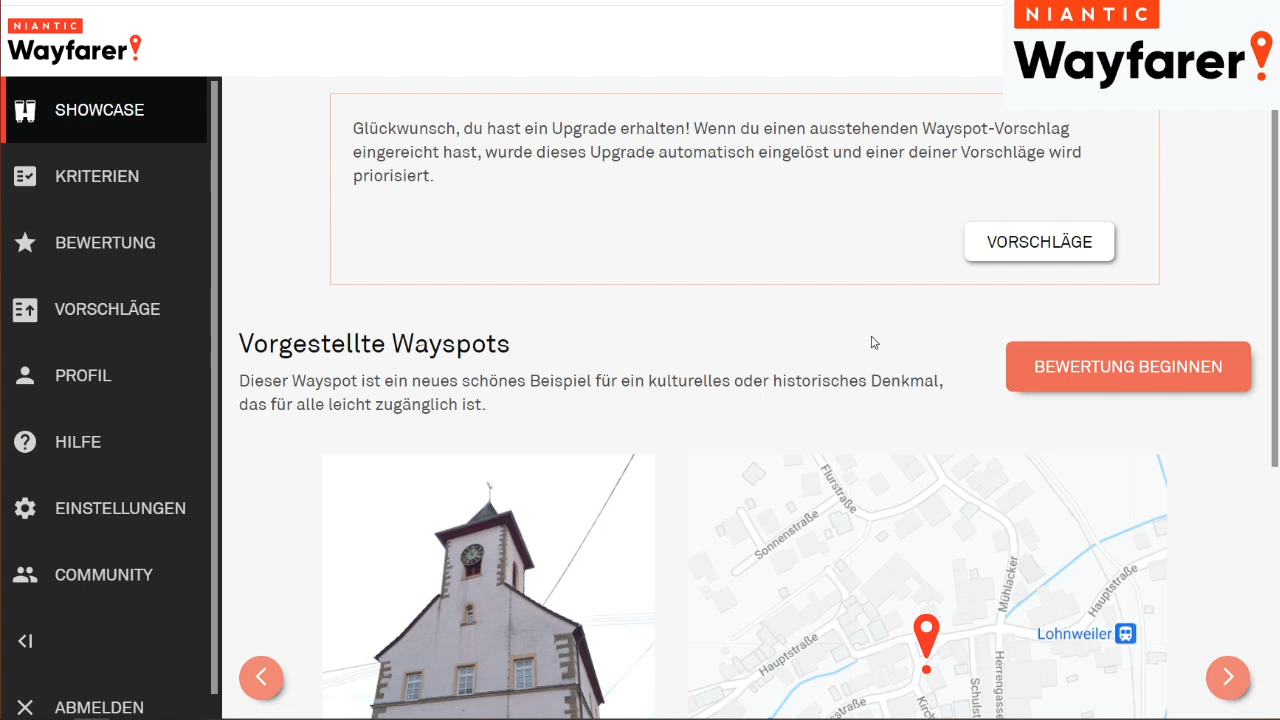 NIANTIC
Wayfarer!
NIANTIC
Wayfarer!
SHOWCASE
KRITERIEN
BEWERTUNG
VORSCHLÄGE
PROFIL
HILFE
EINSTELLUNGEN
COMMUNITY
ABMELDEN
Glückwunsch, du hast ein Upgrade erhalten! Wenn du einen ausstehenden Wayspot-Vorschlag
eingereicht hast, wurde dieses Upgrade automatisch eingelöst und einer deiner Vorschläge wird
priorisiert.
VORSCHLÄGE
Vorgestellte Wayspots
Dieser Wayspot ist ein neues schönes Beispiel für ein kulturelles oder historisches Denkmal,
das für alle leicht zugänglich ist.
BEWERTUNG BEGINNEN
Flurstraße
Sonnenstraße
Mühlacker
Hauptstraße
Lohnweiler
Hauptstraße
Herrengasse
Schulst
Kirch